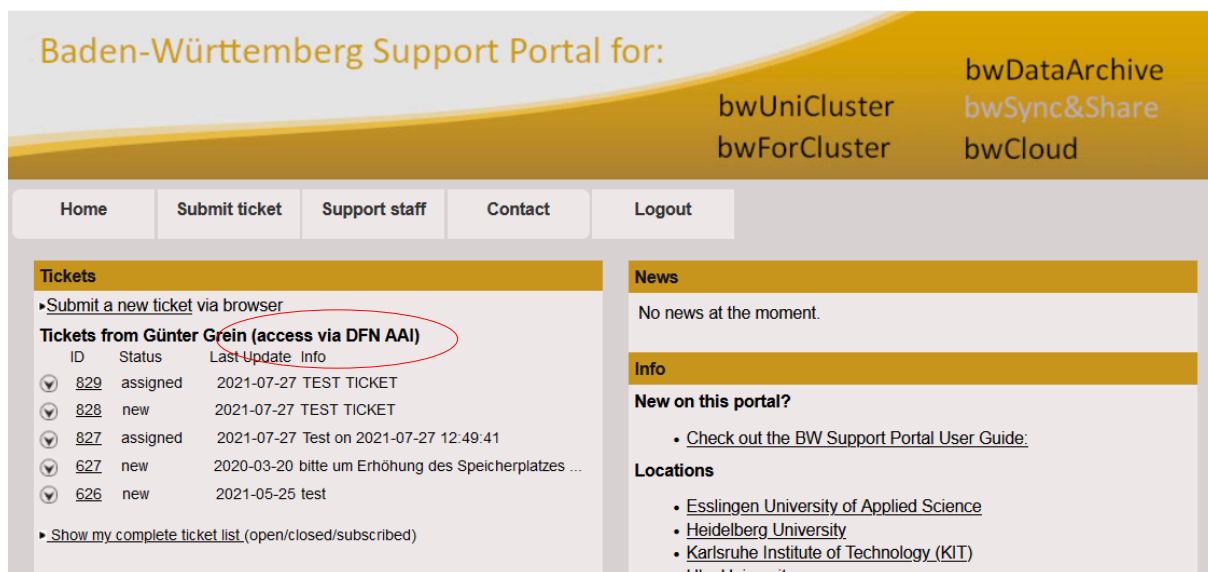 Baden-Württemberg Support Portal for:
bwDataArchive
bwUniCluster
bwSync&Share
bwForCluster
bwCloud
Home
Submit ticket
Support staff
Contact
Logout
Tickets
Submit a new ticket via browser
Tickets from Günter Grein (access via DFN AAI)
ID Status Last Update Info
829 assigned 2021-07-27 TEST TICKET
828 new 2021-07-27 TEST TICKET
827 assigned 2021-07-27 Test on 2021-07-27 12:49:41
627 new 2020-03-20 bitte um Erhöhung des Speicherplatzes ...
626 new 2021-05-25 test
Show my complete ticket list (open/closed/subscribed)
News
No news at the moment.
Info
New on this portal?
Check out the BW Support Portal User Guide:
Locations
Esslingen University of Applied Science
Heidelberg University
Karlsruhe Institute of Technology (KIT)